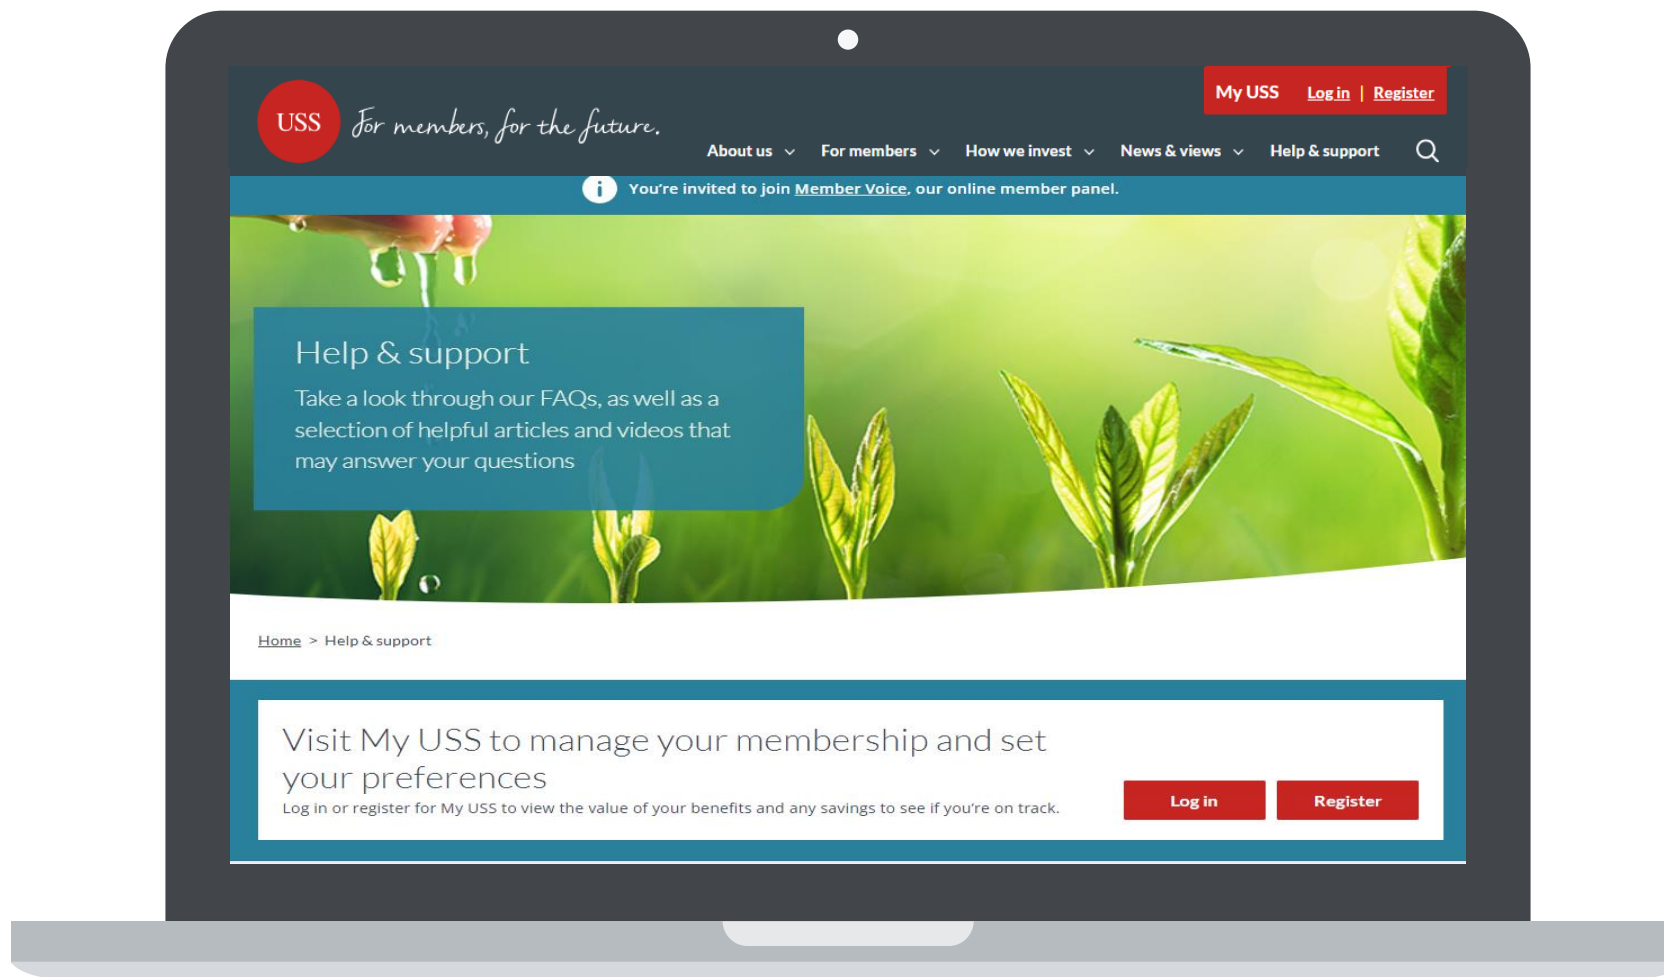 USS
For members, for the future.
My USS Log in | Register
About us For members How we invest News & views Help & support
i You're invited to join Member Voice, our online member panel.
Help & support
Take a look through our FAQs, as well as a
selection of helpful articles and videos that
may answer your questions
Home > Help & support
Visit My USS to manage your membership and set
your preferences
Log in or register for My USS to view the value of your benefits and any savings to see if you're on track.
Log in Register